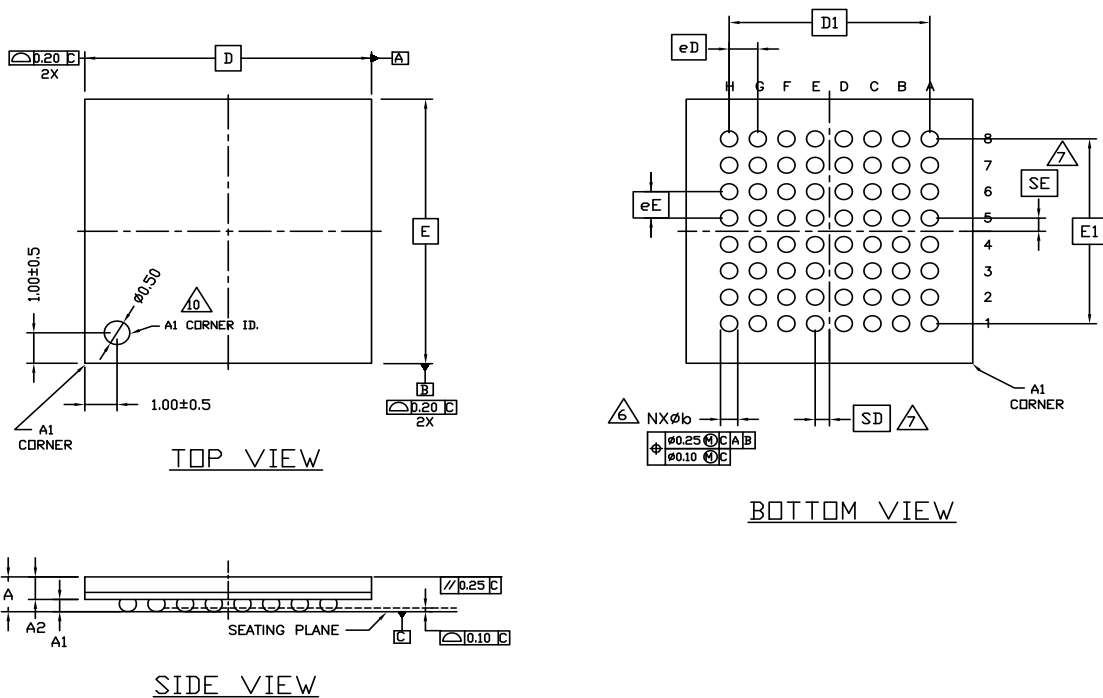 0.20 C
2X
D
A
E
1.00±0.5
ø0.50
10
A1 CORNER ID.
1.00±0.5
B
0.20 C
2X
A1
CORNER
TOP VIEW
D1
eD
H G F E D C B A
8
7
6
5
4
3
2
1
7
SE
eE
E1
A1
CORNER
6 NXøb
SD 7
ø0.25 M C A B
ø0.10 M C
BOTTOM VIEW
A
A2
A1
// 0.25 C
SEATING PLANE
C
0.10 C
SIDE VIEW